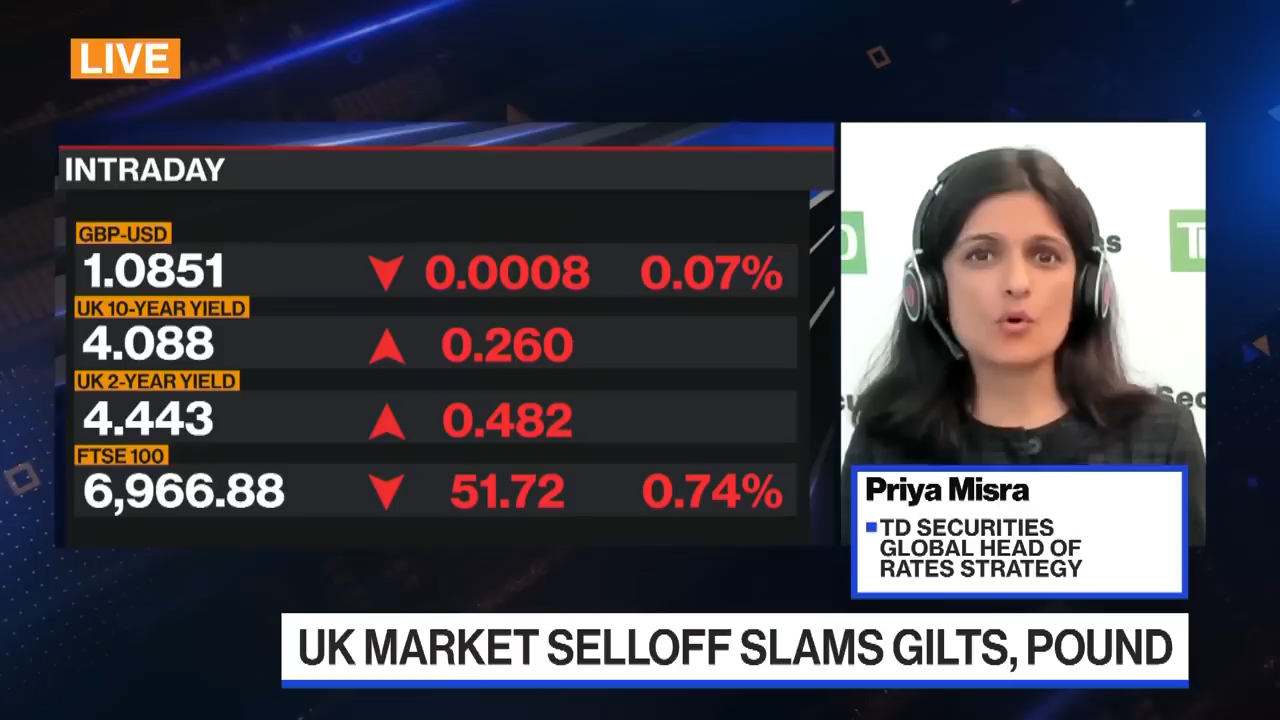 LIVE
INTRADAY
GBP-USD
1.0851 ▼ 0.0008 0.07%
UK 10-YEAR YIELD
4.088 ▲ 0.260
UK 2-YEAR YIELD
4.443 ▲ 0.482
FTSE 100
6,966.88 ▼ 51.72 0.74%
Priya Misra
TD SECURITIES
GLOBAL HEAD OF
RATES STRATEGY
UK MARKET SELLOFF SLAMS GILTS, POUND